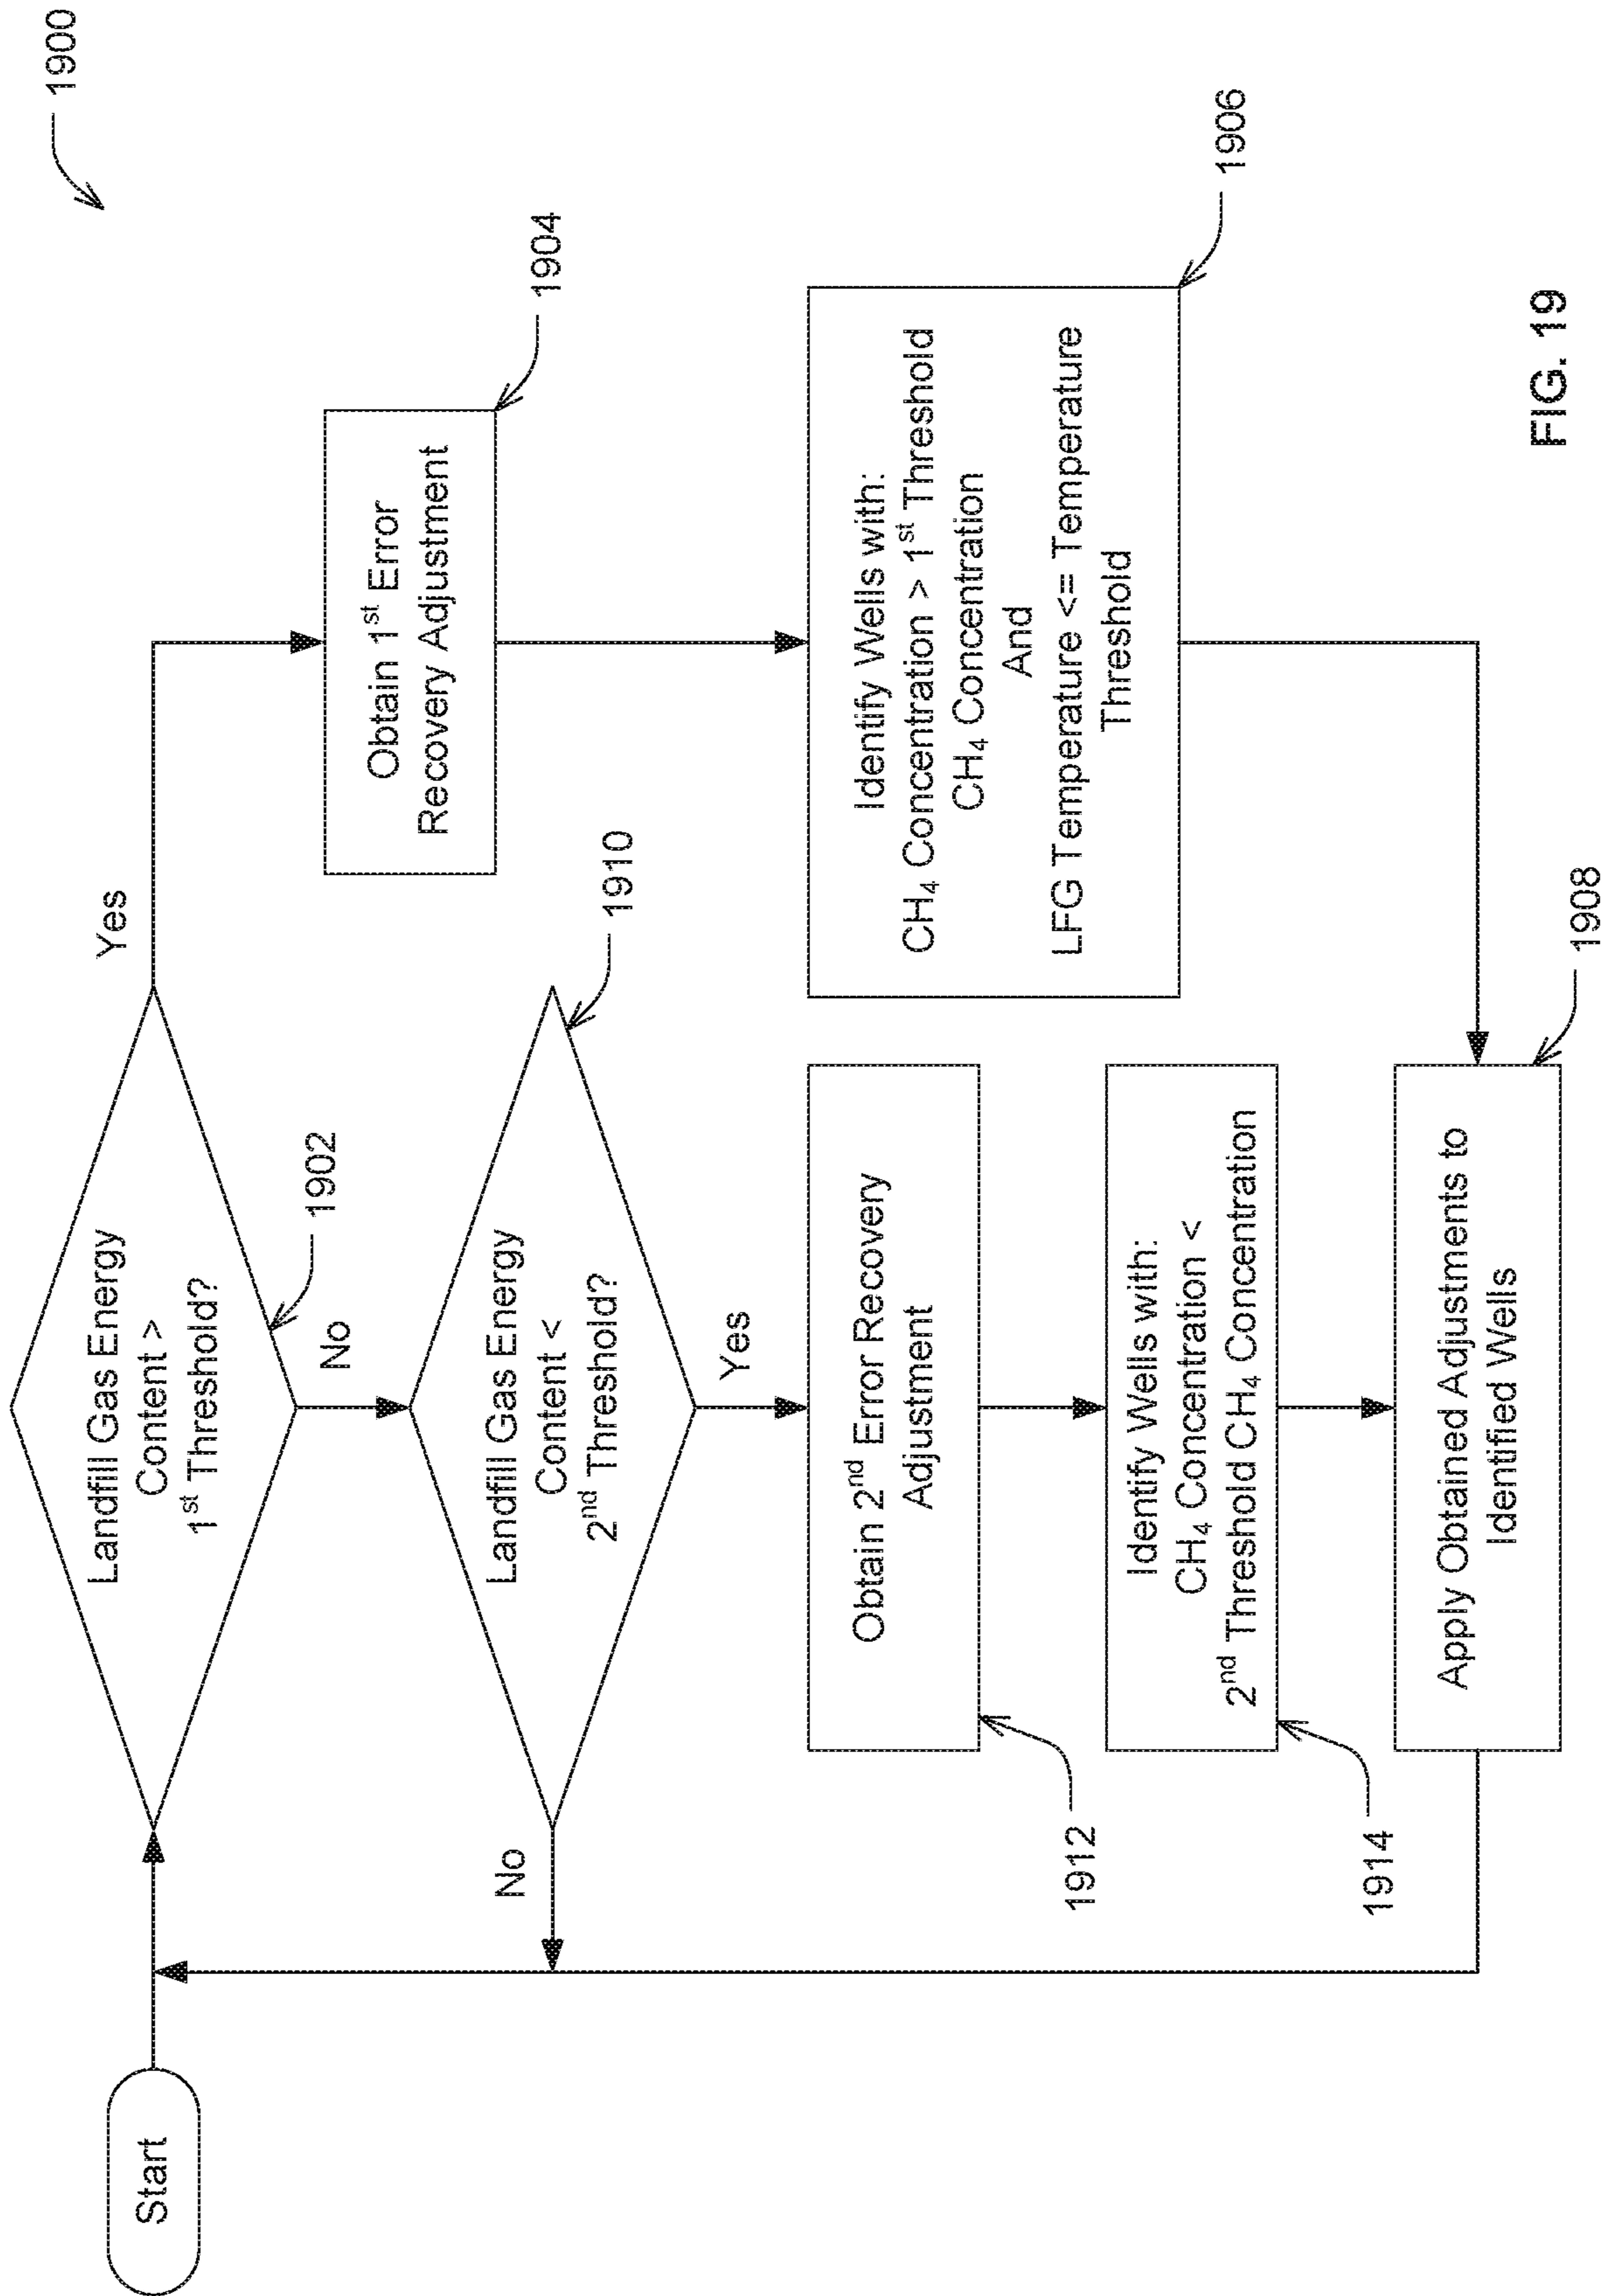 1900
Start
Landfill Gas Energy
Content >
1st Threshold?
1902
Yes
No
Obtain 1st Error
Recovery Adjustment
1904
Landfill Gas Energy
Content <
2nd Threshold?
1910
No
Yes
Identify Wells with:
CH4 Concentration > 1st Threshold
CH4 Concentration
And
LFG Temperature <= Temperature
Threshold
1906
Obtain 2nd Error Recovery
Adjustment
1912
Identify Wells with:
CH4 Concentration <
2nd Threshold CH4 Concentration
1914
Apply Obtained Adjustments to
Identified Wells
1908
FIG. 19